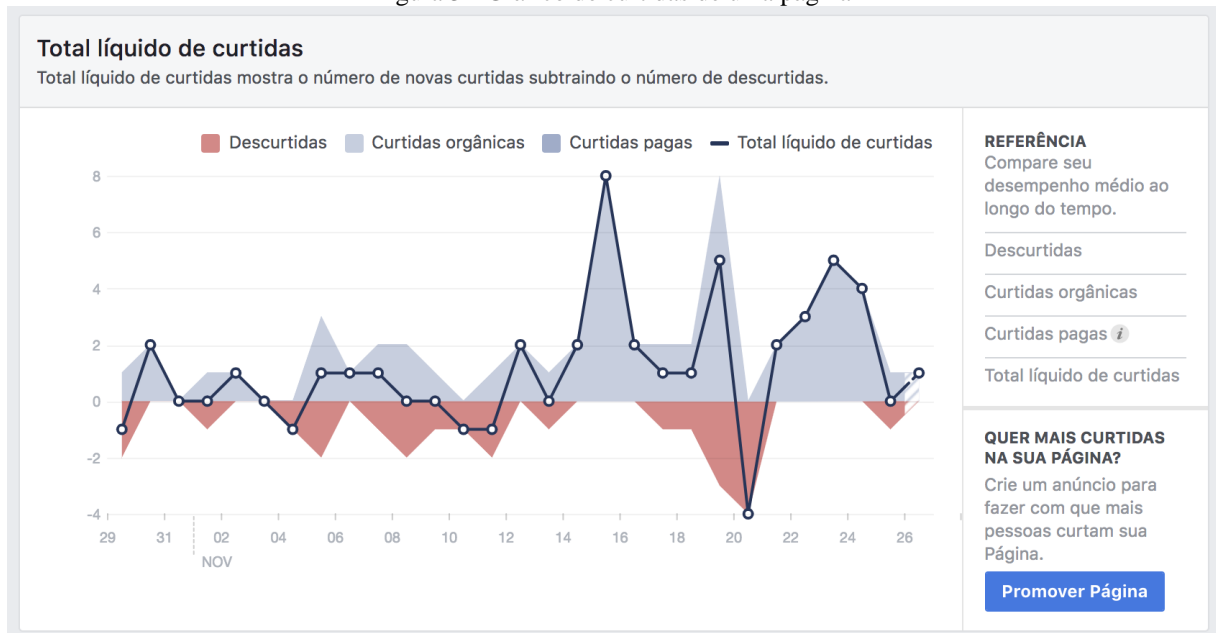 Total líquido de curtidas
Total líquido de curtidas mostra o número de novas curtidas subtraindo o número de descurtidas.
Descurtidas
Curtidas orgânicas
Curtidas pagas
Total líquido de curtidas
8
6
4
2
0
-2
-4
29
31
02
04
06
08
10
12
14
16
18
20
22
24
26
NOV
REFERÊNCIA
Compare seu
desempenho médio ao
longo do tempo.
Descurtidas
Curtidas orgânicas
Curtidas pagas i
Total líquido de curtidas
QUER MAIS CURTIDAS
NA SUA PÁGINA?
Crie um anúncio para
fazer com que mais
pessoas curtam sua
Página.
Promover Página